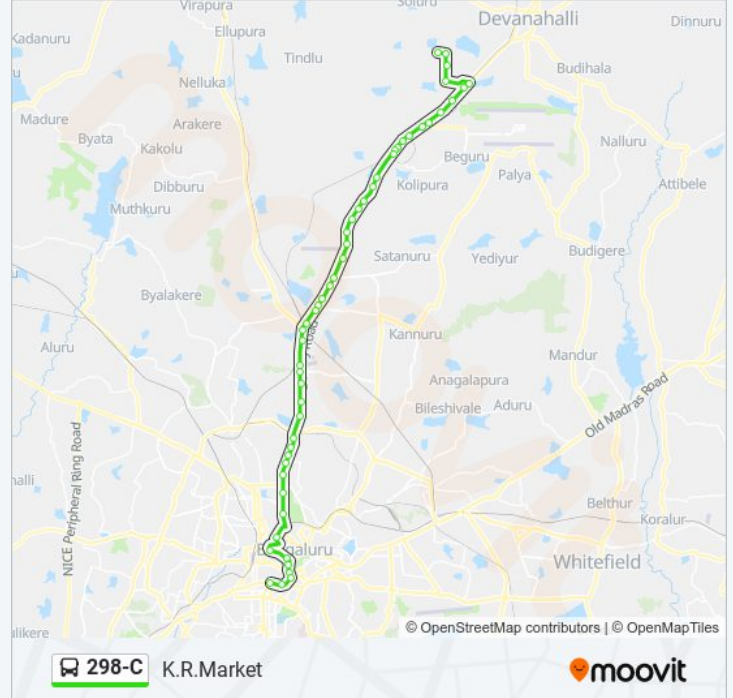 Virapura
Soluru
Devanahalli
Kadanuru
Ellupura
Dinnuru
Tindlu
Budihala
Nelluka
Madure
Arakere
Byata
Kakolu
Nalluru
Beguru
Palya
Dibburu
Kolipura
Attibele
Muthkuru
Satanuru
Yediyur
Budigere
Byalakere
Kannuru
Aluru
Mandur
Anagalapura
Bileshivale
Aduru
Old Madras Road
NICE Peripheral Ring Road
Belthur
Koralur
Whitefield
© OpenStreetMap contributors | © OpenMapTiles
298-C K.R.Market
moovit